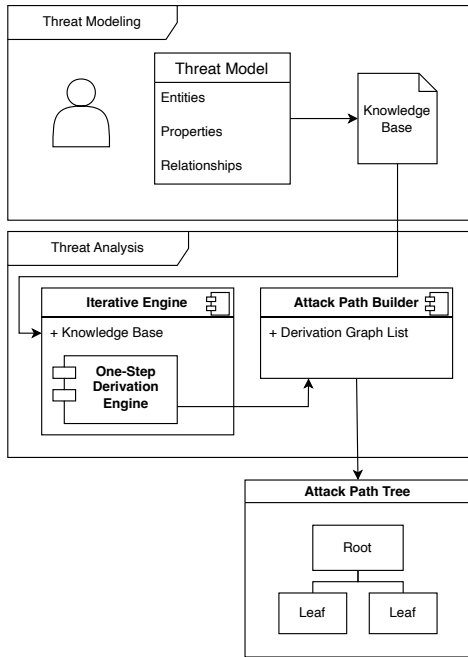 Threat Modeling
Threat Model
Entities
Properties
Relationships
Knowledge
Base
Threat Analysis
Iterative Engine
+ Knowledge Base
One-Step
Derivation
Engine
Attack Path Builder
+ Derivation Graph List
Attack Path Tree
Root
Leaf
Leaf